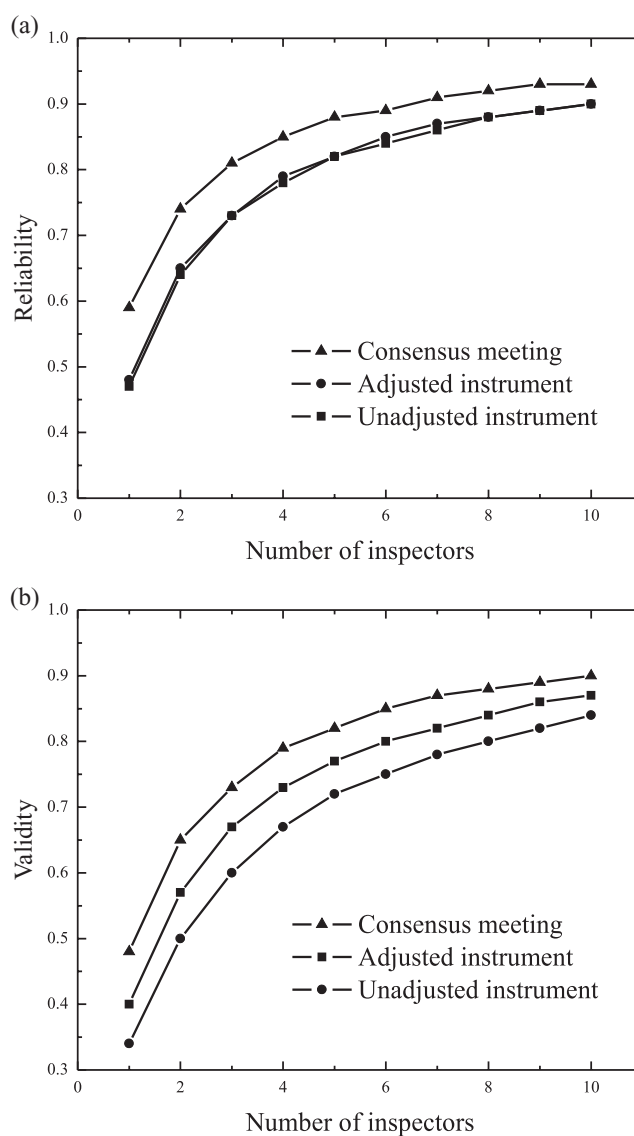 (a)
1.0
0.9
0.8
0.7
0.6
0.5
0.4
0.3
Reliability
Consensus meeting
Adjusted instrument
Unadjusted instrument
0 2 4 6 8 10
Number of inspectors
(b)
1.0
0.9
0.8
0.7
0.6
0.5
0.4
0.3
Validity
Consensus meeting
Adjusted instrument
Unadjusted instrument
0 2 4 6 8 10
Number of inspectors